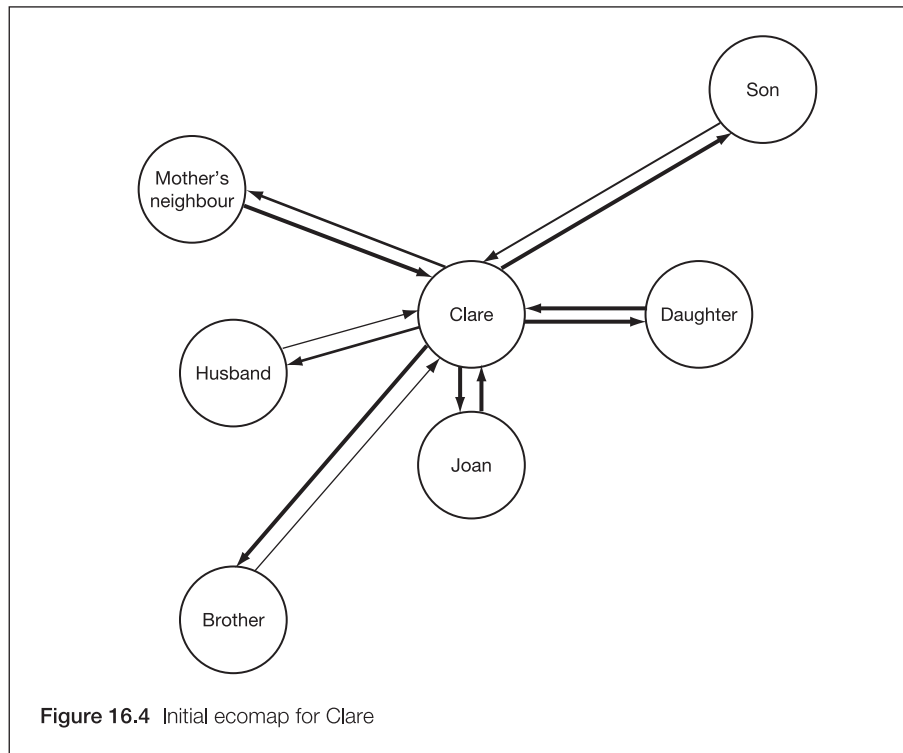 Son
Mother's
neighbour
Clare
Daughter
Husband
Joan
Brother
Figure 16.4 Initial ecomap for Clare